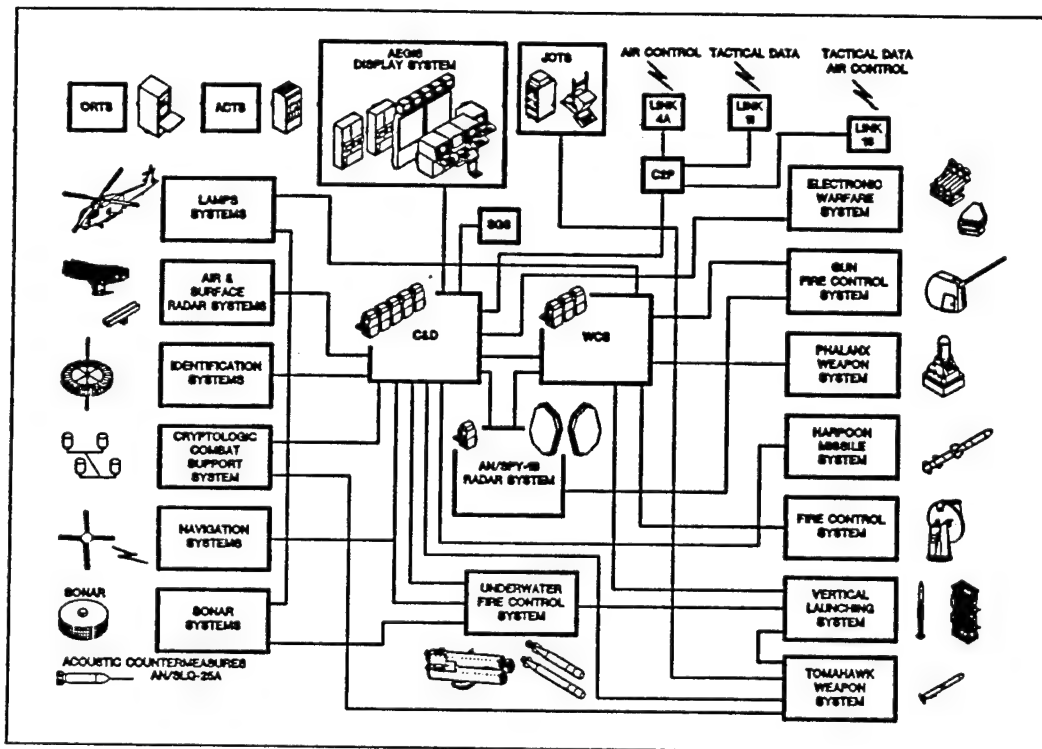 AEGIS
DISPLAY SYSTEM
JOTS
AIR CONTROL
TACTICAL DATA
TACTICAL DATA
AIR CONTROL
ORTS
ACTS
LINK
4A
LINK
11
LINK
16
C2P
LAMPS
SYSTEMS
SGS
ELECTRONIC
WARFARE
SYSTEM
AIR &
SURFACE
RADAR SYSTEMS
C&D
WCS
GUN
FIRE CONTROL
SYSTEM
IDENTIFICATION
SYSTEMS
PHALANX
WEAPON
SYSTEM
CRYPTOLOGIC
COMBAT
SUPPORT
SYSTEM
AN/SPY-1B
RADAR SYSTEM
HARPOON
MISSILE
SYSTEM
NAVIGATION
SYSTEMS
FIRE CONTROL
SYSTEM
SONAR
SONAR
SYSTEMS
UNDERWATER
FIRE CONTROL
SYSTEM
VERTICAL
LAUNCHING
SYSTEM
ACOUSTIC COUNTERMEASURES
AN/SLQ-25A
TOMAHAWK
WEAPON
SYSTEM